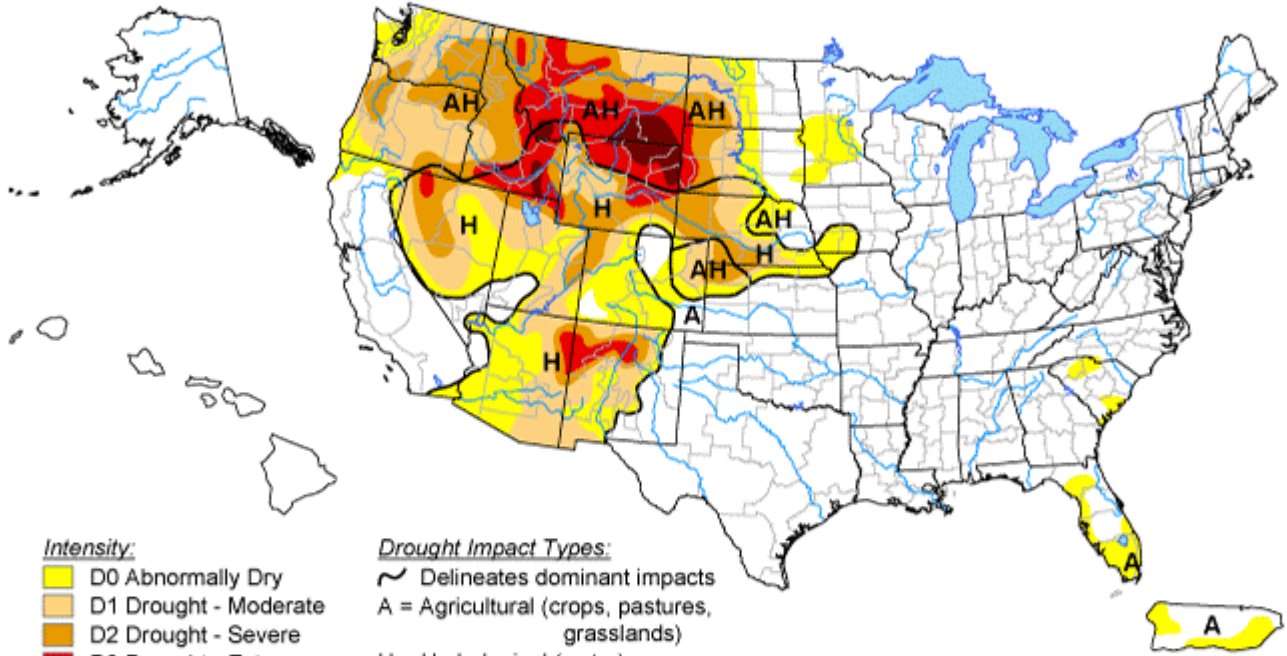 AH
AH
AH
H
H
AH
H
AH
A
H
A
A
Intensity:
D0 Abnormally Dry
D1 Drought - Moderate
D2 Drought - Severe
Drought Impact Types:
Delineates dominant impacts
A = Agricultural (crops, pastures,
grasslands)